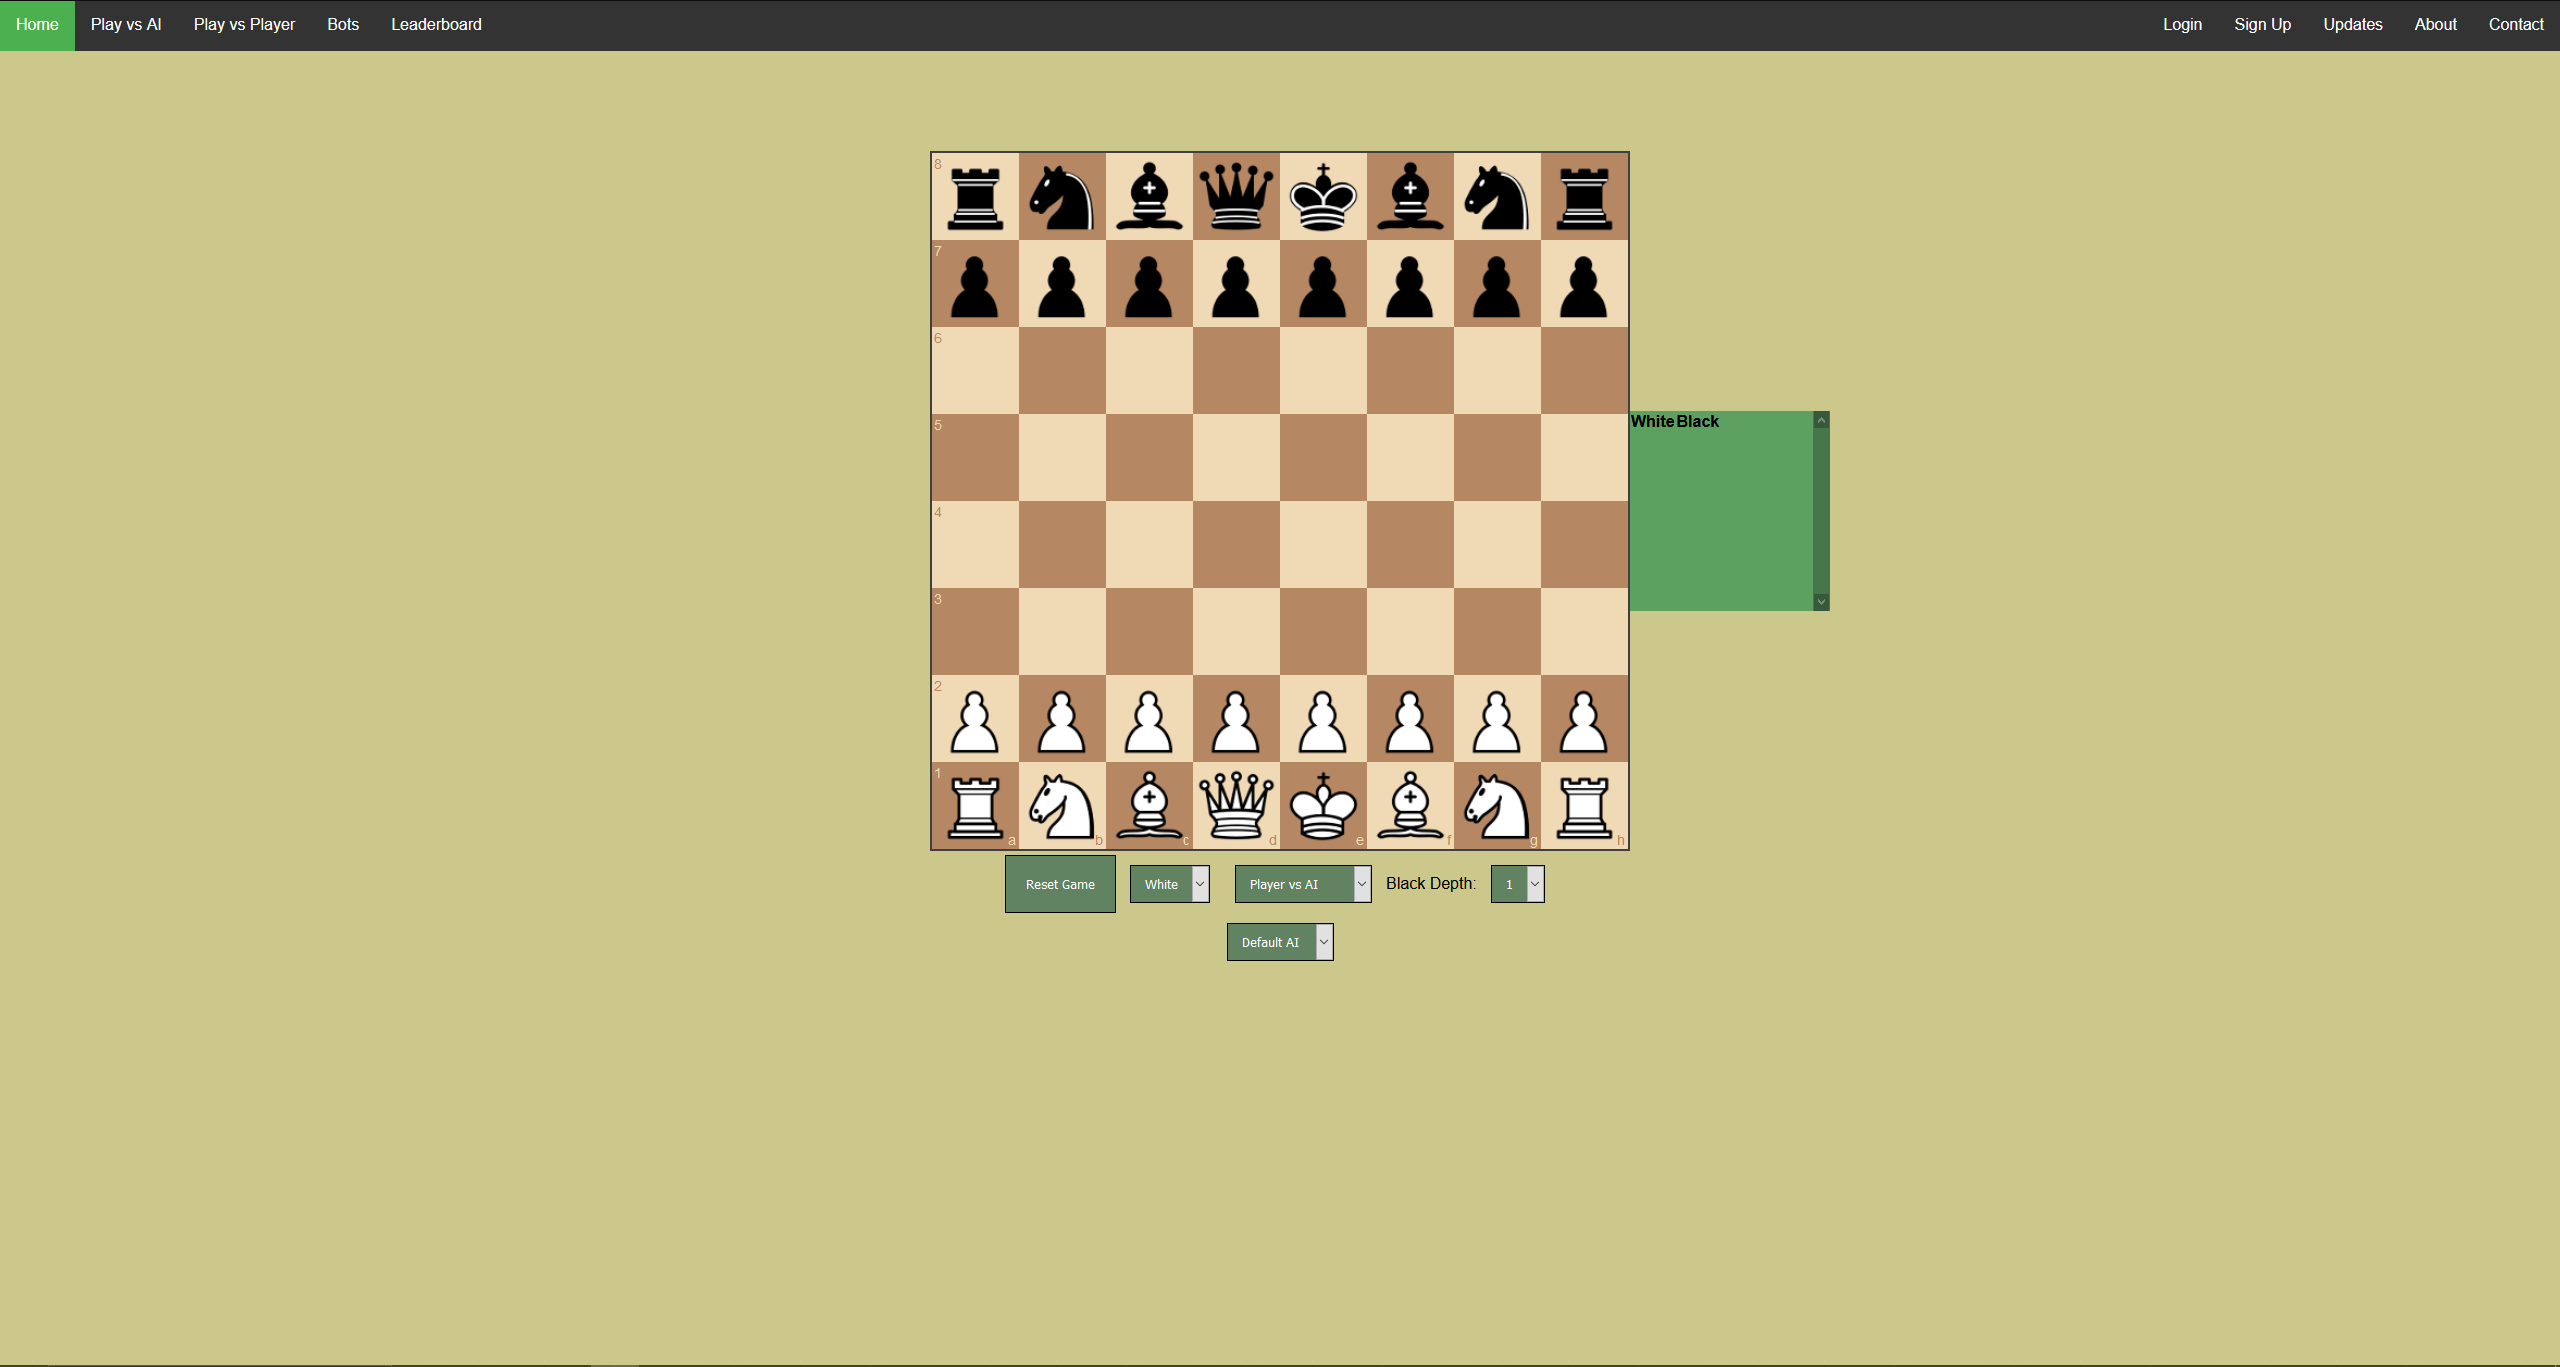 Home Play vs AI Play vs Player Bots Leaderboard Login Sign Up Updates About Contact
8
7
6
5
White Black
4
3
2
1
a b c d e f g h
Reset Game White Player vs AI Black Depth: 1
Default AI